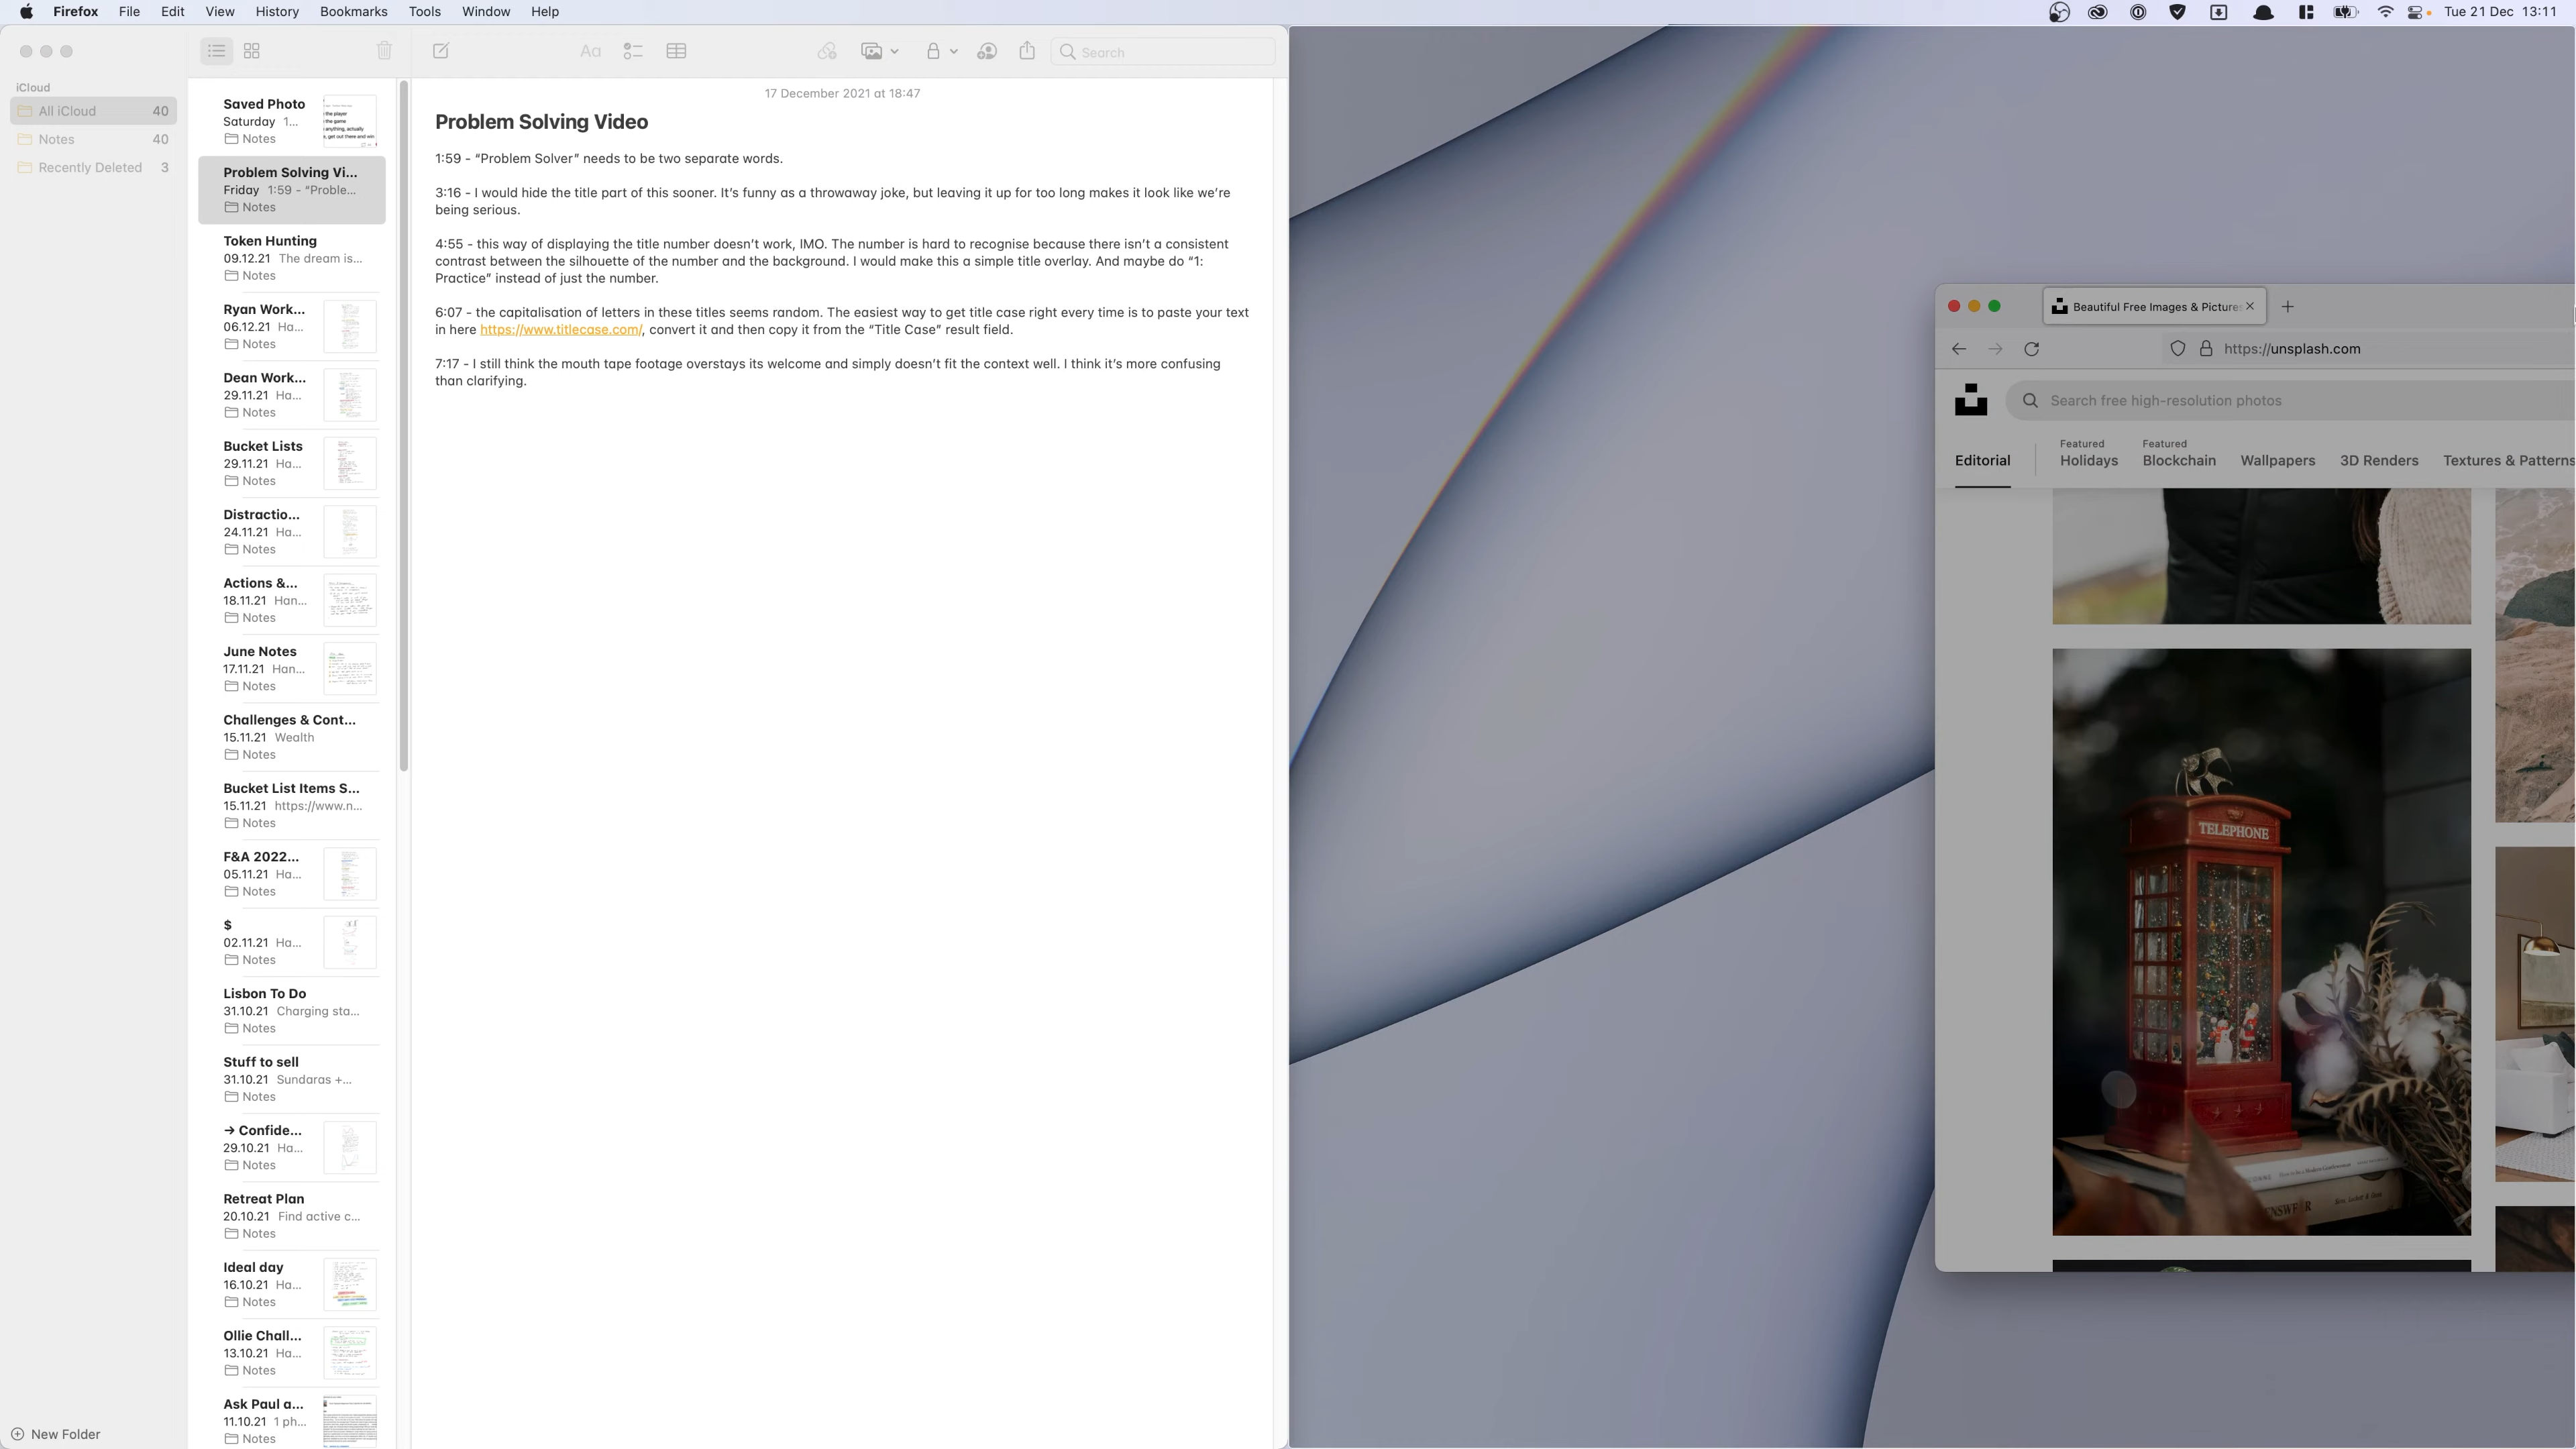 Firefox File Edit View History Bookmarks Tools Window Help
Tue 21 Dec 13:11
iCloud
All iCloud 40
Notes 40
Recently Deleted 3
New Folder
Saved Photo
Saturday 1...
Notes
Problem Solving Vi...
Friday 1:59 - “Proble...
Notes
Token Hunting
09.12.21 The dream is...
Notes
Ryan Work...
06.12.21 Ha...
Notes
Dean Work...
29.11.21 Ha...
Notes
Bucket Lists
29.11.21 Ha...
Notes
Distractio...
24.11.21 Ha...
Notes
Actions &...
18.11.21 Han...
Notes
June Notes
17.11.21 Han...
Notes
Challenges & Cont...
15.11.21 Wealth
Notes
Bucket List Items S...
15.11.21 https://www.n...
Notes
F&A 2022...
05.11.21 Ha...
Notes
$
02.11.21 Ha...
Notes
Lisbon To Do
31.10.21 Charging sta...
Notes
Stuff to sell
31.10.21 Sundaras +...
Notes
→ Confide...
29.10.21 Ha...
Notes
Retreat Plan
20.10.21 Find active c...
Notes
Ideal day
16.10.21 Ha...
Notes
Ollie Chall...
13.10.21 Ha...
Notes
Ask Paul a...
11.10.21 1 ph...
Notes
Aa
Search
17 December 2021 at 18:47
Problem Solving Video
1:59 - “Problem Solver” needs to be two separate words.
3:16 - I would hide the title part of this sooner. It’s funny as a throwaway joke, but leaving it up for too long makes it look like we’re
being serious.
4:55 - this way of displaying the title number doesn’t work, IMO. The number is hard to recognise because there isn’t a consistent
contrast between the silhouette of the number and the background. I would make this a simple title overlay. And maybe do “1:
Practice” instead of just the number.
6:07 - the capitalisation of letters in these titles seems random. The easiest way to get title case right every time is to paste your text
in here https://www.titlecase.com/, convert it and then copy it from the “Title Case” result field.
7:17 - I still think the mouth tape footage overstays its welcome and simply doesn’t fit the context well. I think it’s more confusing
than clarifying.
Beautiful Free Images & Pictures
https://unsplash.com
Search free high-resolution photos
Editorial
Featured
Holidays
Featured
Blockchain
Wallpapers
3D Renders
Textures & Patterns
TELEPHONE